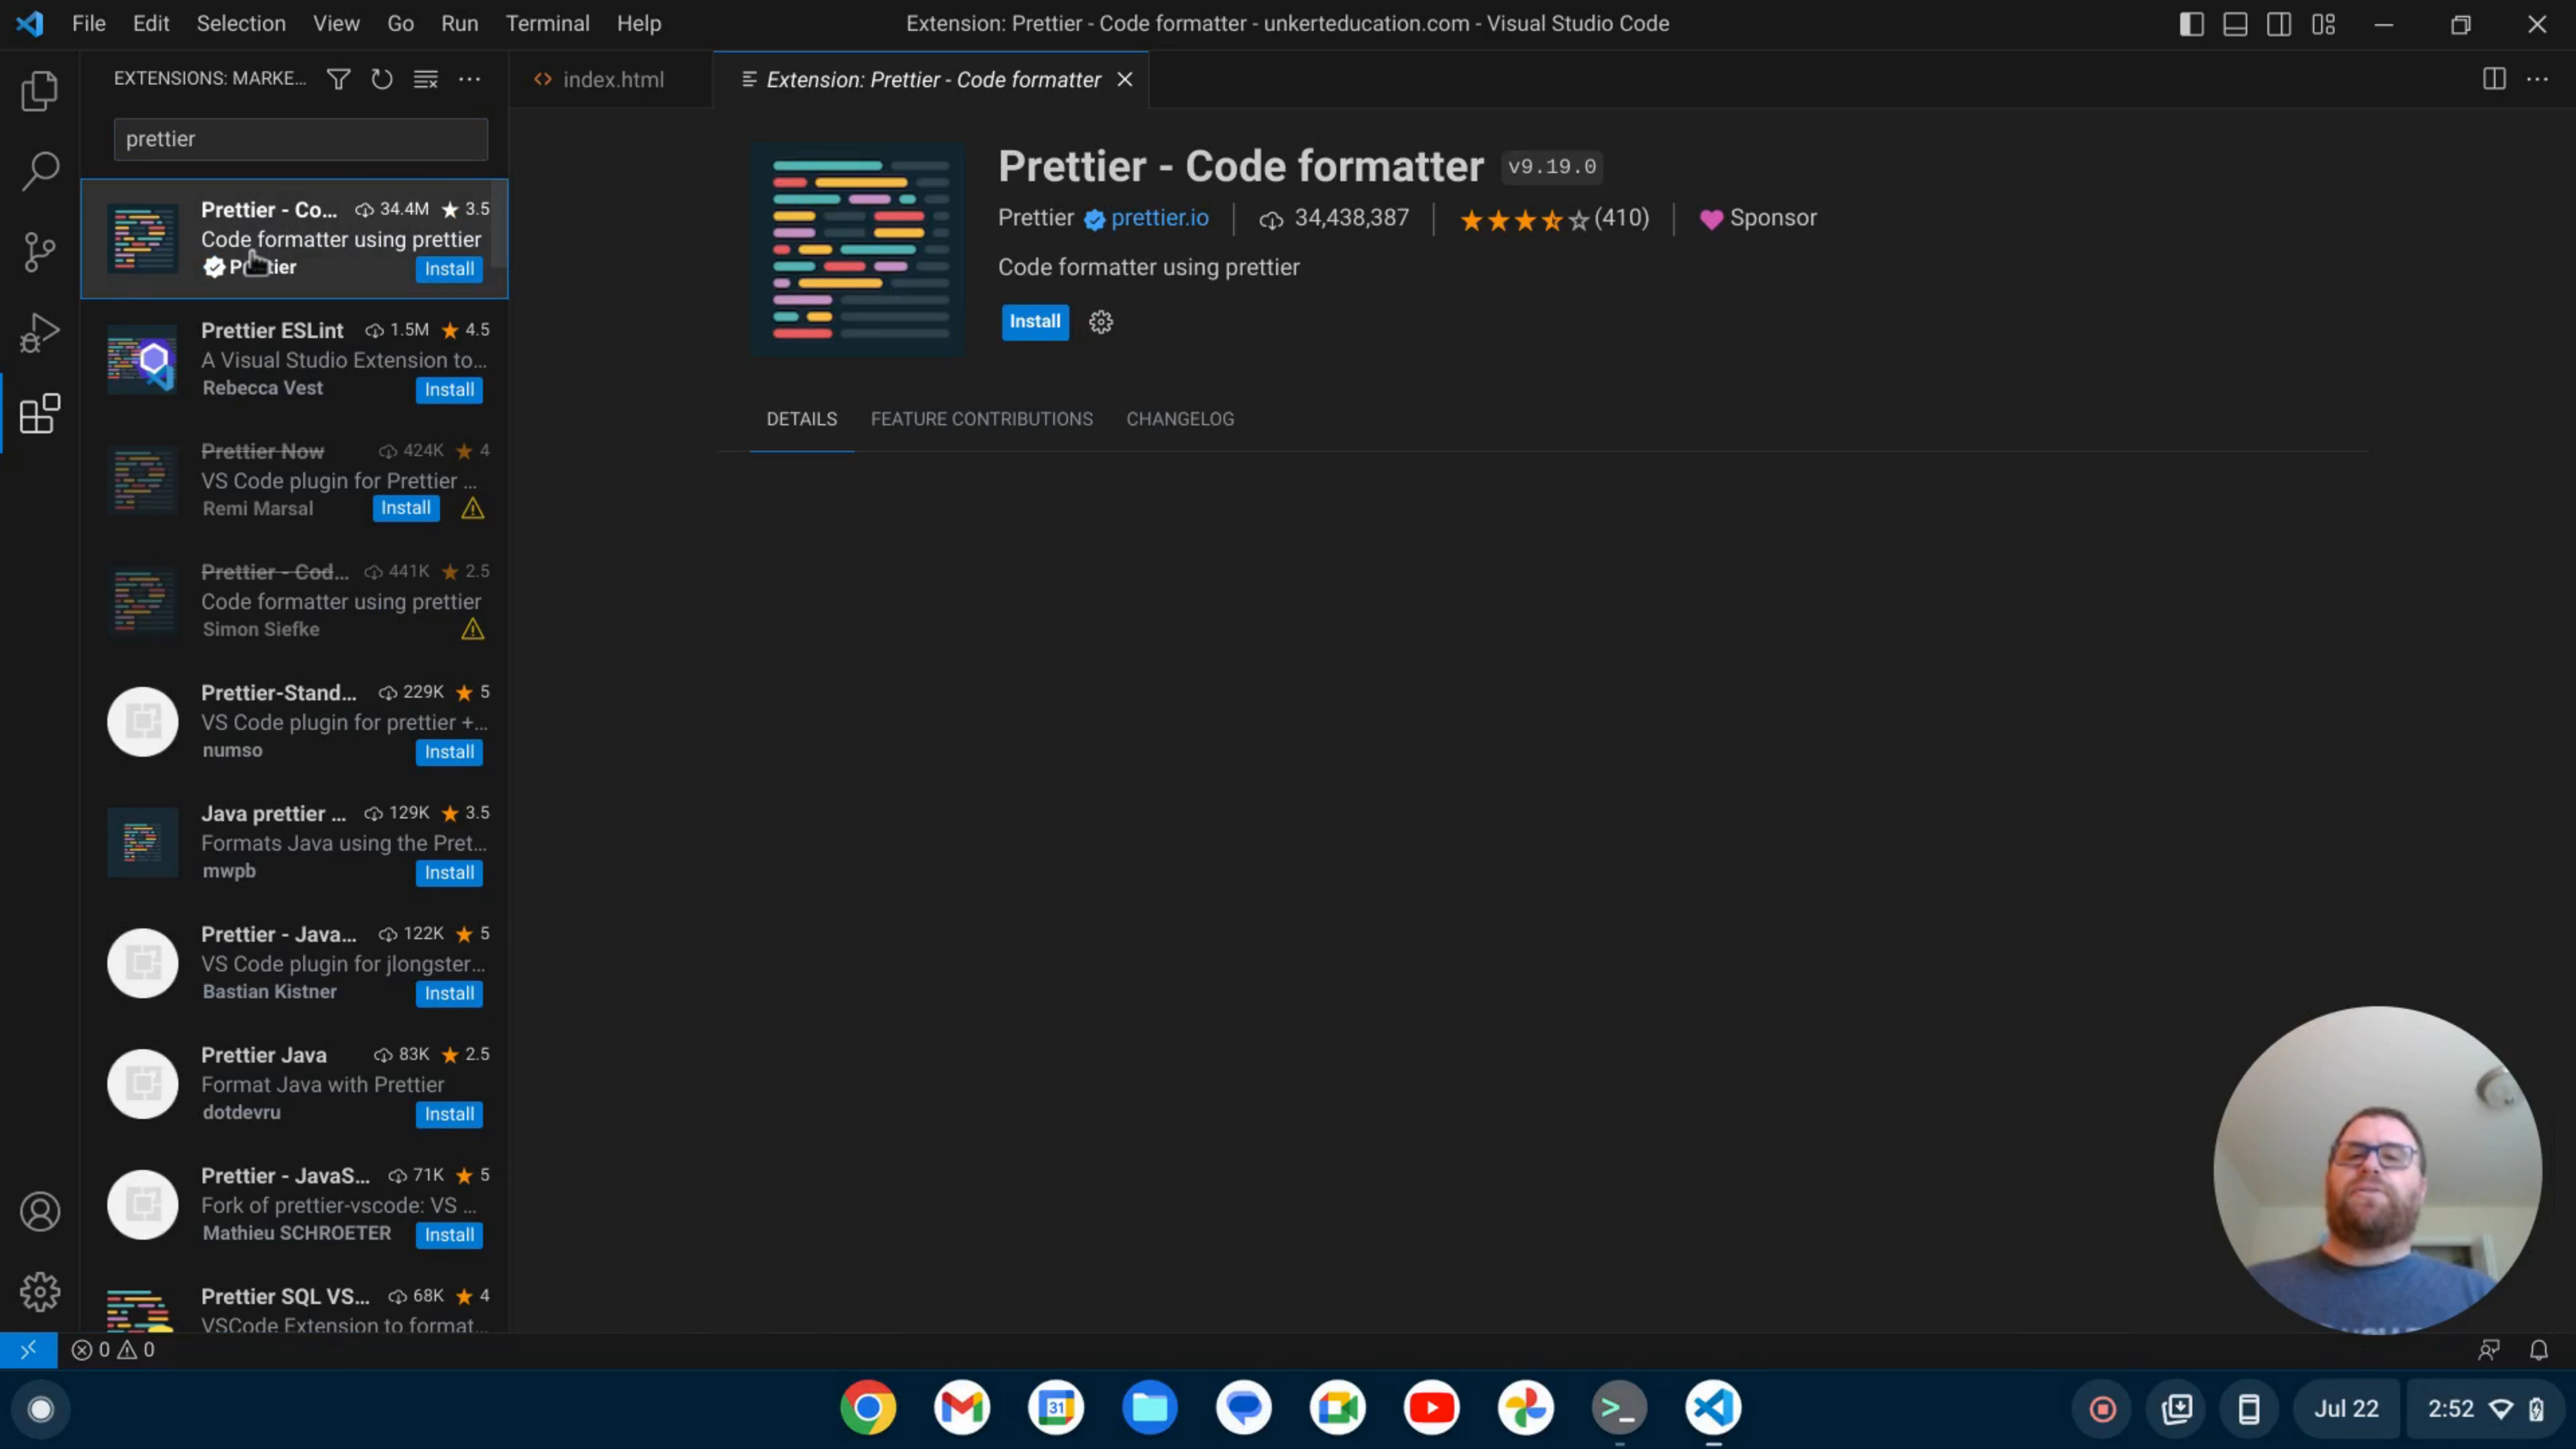 File Edit Selection View Go Run Terminal Help
Extension: Prettier - Code formatter - unkerteducation.com - Visual Studio Code
EXTENSIONS: MARKE...
index.html
Extension: Prettier - Code formatter
prettier
Prettier - Co... 34.4M 3.5
Code formatter using prettier
Install
Prettier ESLint 1.5M 4.5
A Visual Studio Extension to...
Rebecca Vest Install
Prettier Now 424K 4
VS Code plugin for Prettier ...
Remi Marsal Install
Prettier - Cod... 441K 2.5
Code formatter using prettier
Simon Siefke
Prettier-Stand... 229K 5
VS Code plugin for prettier +...
numso Install
Java prettier ... 129K 3.5
Formats Java using the Pret...
mwpb Install
Prettier - Java... 122K 5
VS Code plugin for jlongster...
Bastian Kistner Install
Prettier Java 83K 2.5
Format Java with Prettier
dotdevru Install
Prettier - JavaS... 71K 5
Fork of prettier-vscode: VS ...
Mathieu SCHROETER Install
Prettier SQL VS... 68K 4
VSCode Extension to format...
Prettier - Code formatter v9.19.0
Prettier prettier.io 34,438,387 (410) Sponsor
Code formatter using prettier
Install
DETAILS FEATURE CONTRIBUTIONS CHANGELOG
0 0
31
Jul 22 2:52